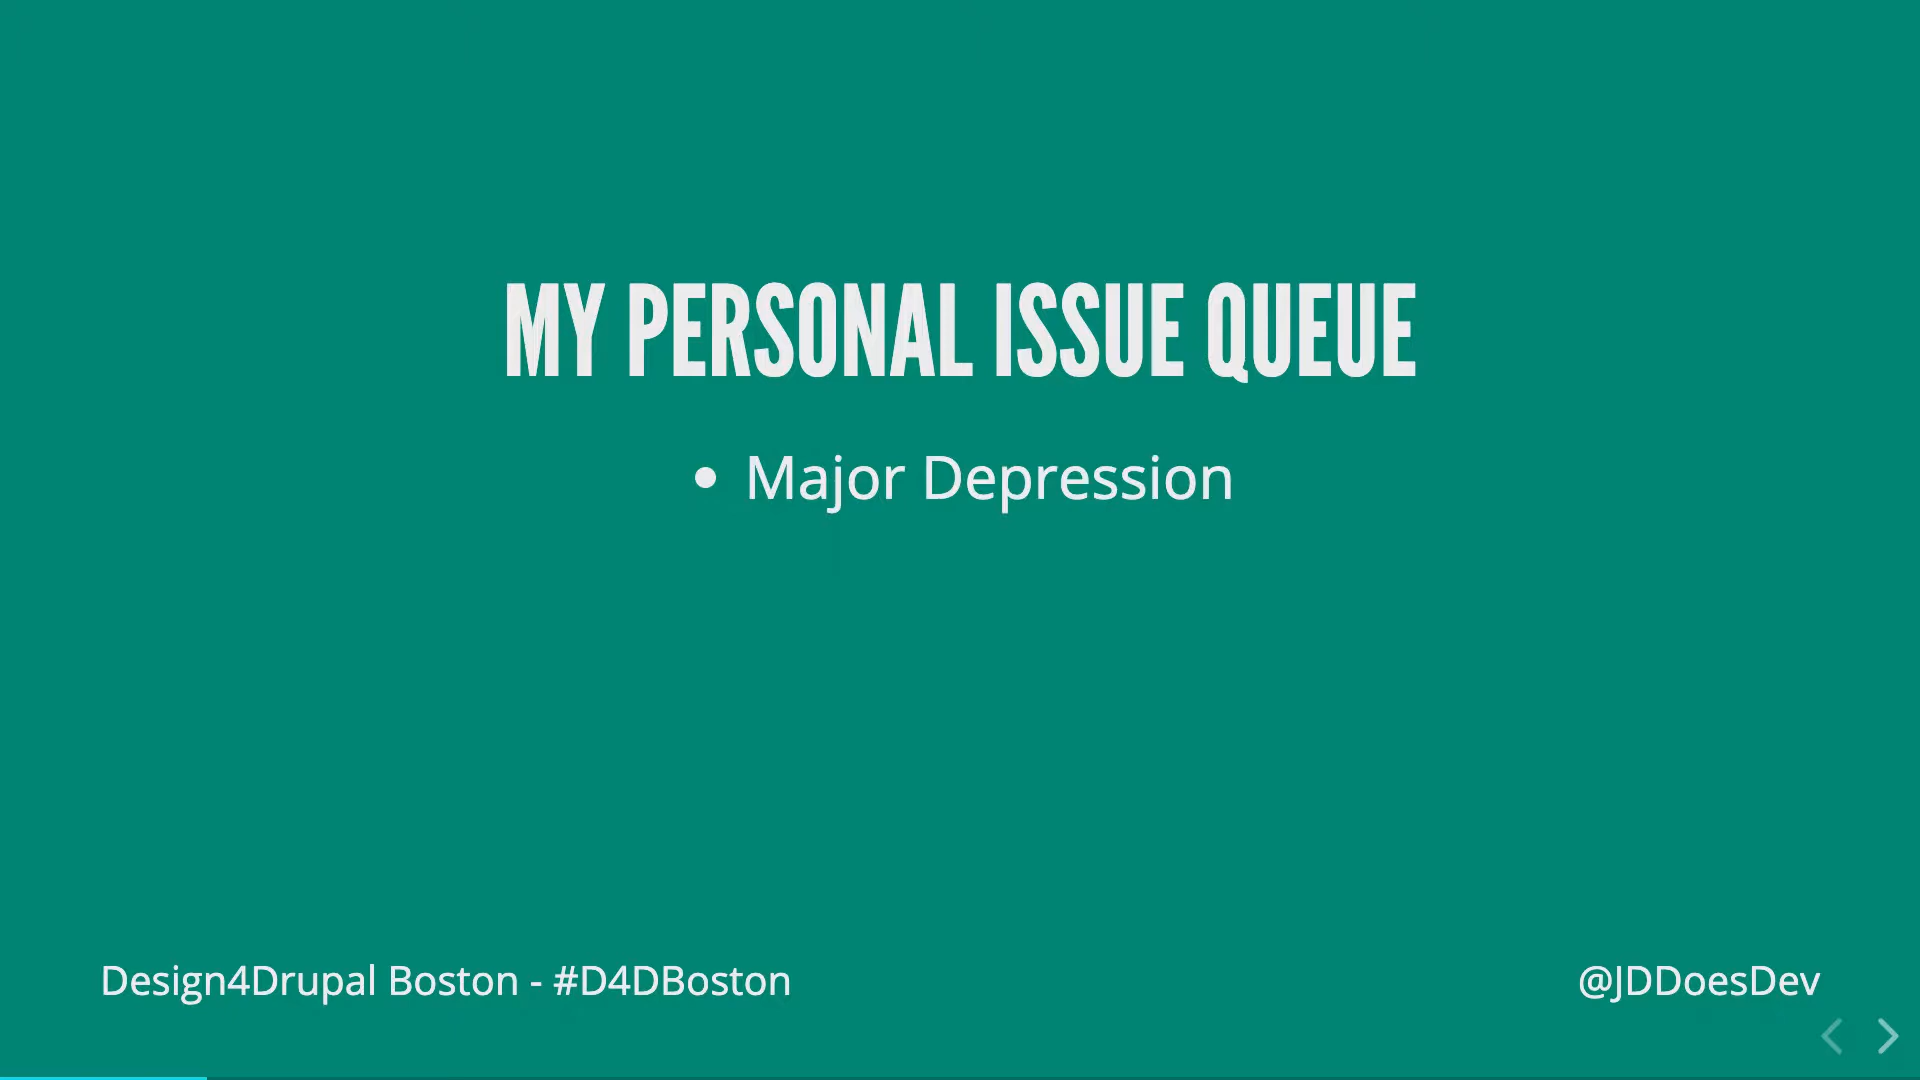 MY PERSONAL ISSUE QUEUE
• Major Depression
Design4Drupal Boston - #D4DBoston
@JDDoesDev